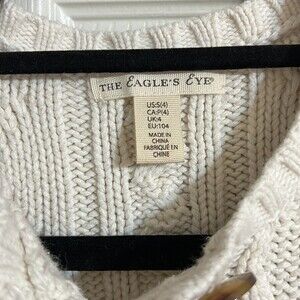 THE EAGLE'S EYE®
US:S(4)
CA:P(4)
UK:4
EU:104
MADE IN
CHINA
FABRIQUÉ EN
CHINE